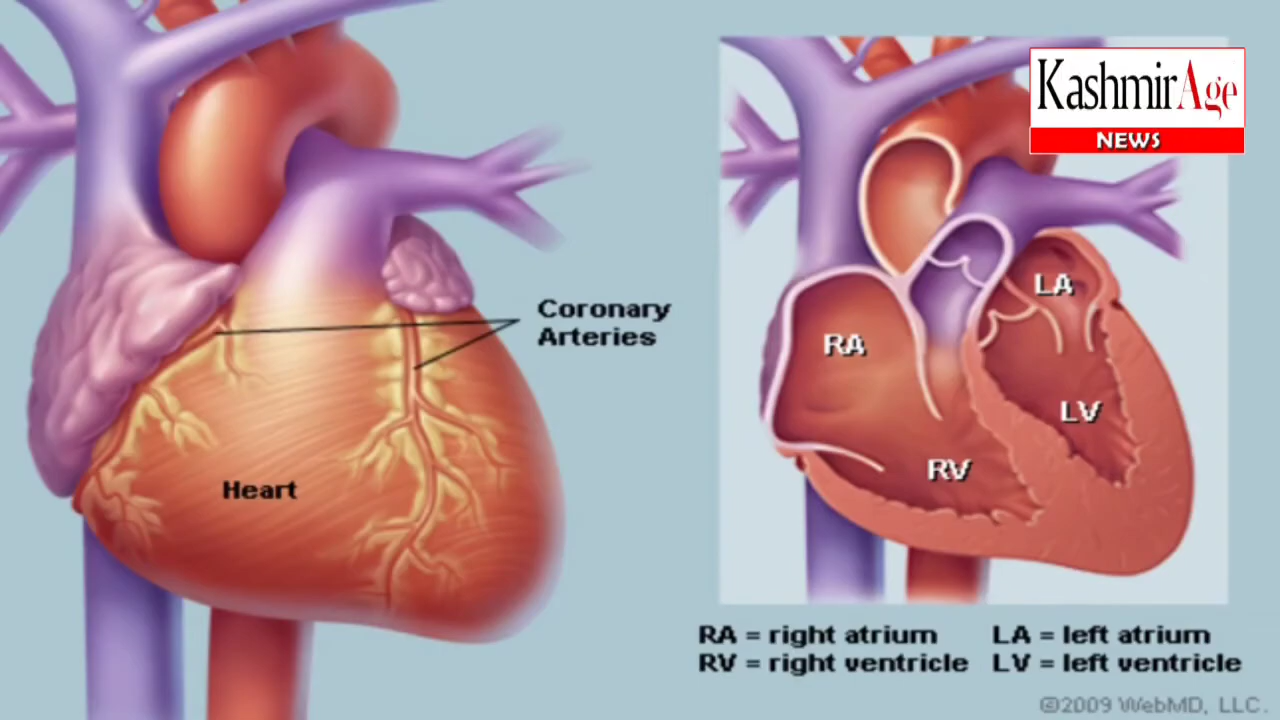 KashmirAge
NEWS
Coronary
Arteries
Heart
LA
RA
LV
RV
RA = right atrium LA = left atrium
RV = right ventricle LV = left ventricle
©2009 WebMD, LLC.